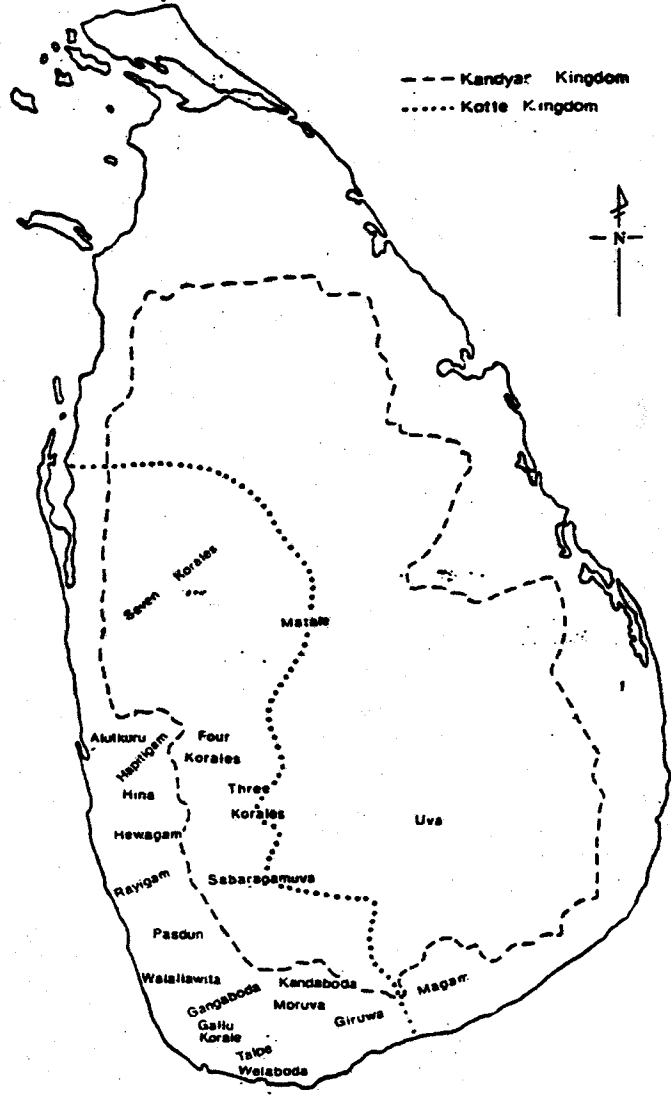 Kandyan Kingdom
Kotte Kingdom
N
Seven Korales
Matale
Alutkuru
Hapitigam
Four
Korales
Hina
Three
Korales
Uva
Hewagam
Rayigam
Sabaragamuva
Pasdun
Walallawita
Gangaboda
Kandaboda
Magam
Moruva
Giruwa
Gallu
Korale
Talpe
Welaboda